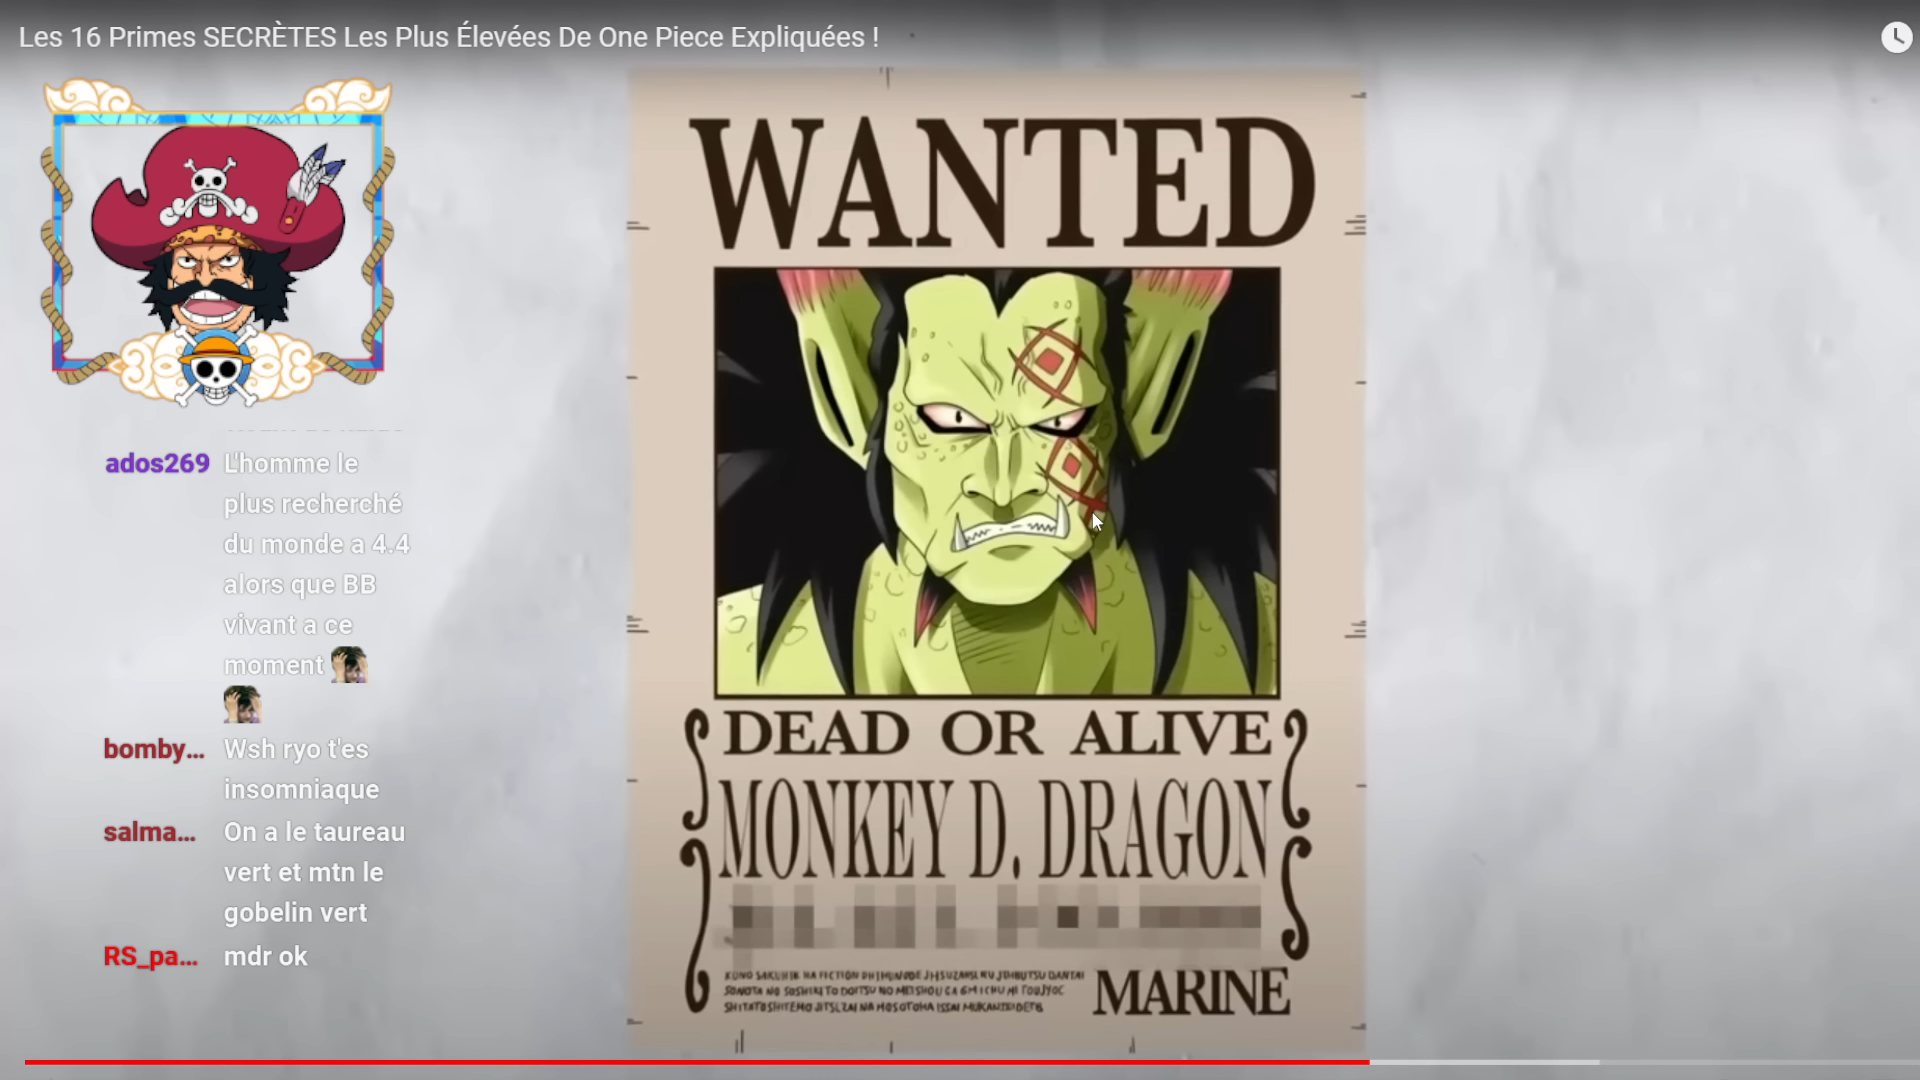 Les 16 Primes SECRÈTES Les Plus Élevées De One Piece Expliquées !
WANTED
DEAD OR ALIVE
MONKEY D. DRAGON
MARINE
ados269 L'homme le
plus recherché
du monde a 4.4
alors que BB
vivant a ce
moment
bomby... Wsh ryo t'es
insomniaque
salma... On a le taureau
vert et mtn le
gobelin vert
RS_pa... mdr ok